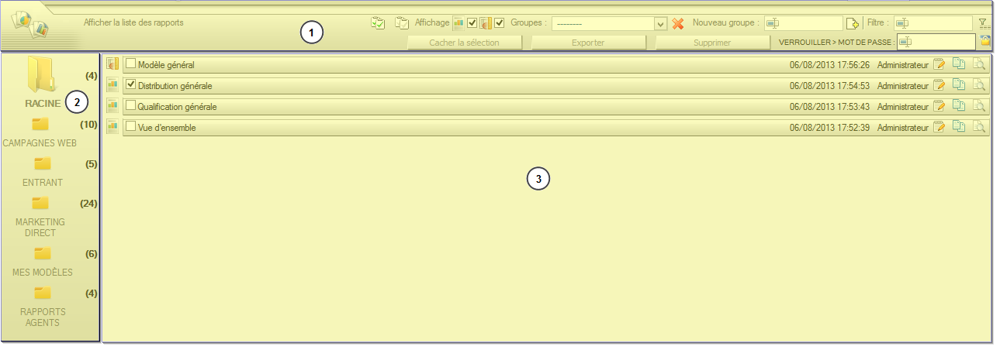 Afficher la liste des rapports
1
Affichage Groupes : -------- Nouveau groupe : Filtre :
Cacher la sélection Exporter Supprimer VERROUILLER > MOT DE PASSE :
(4)
RACINE
2
(10)
CAMPAGNES WEB
(5)
ENTRANT
(24)
MARKETING
DIRECT
(6)
MES MODÈLES
(4)
RAPPORTS
AGENTS
Modèle général 06/08/2013 17:56:26 Administrateur
Distribution générale 06/08/2013 17:54:53 Administrateur
Qualification générale 06/08/2013 17:53:43 Administrateur
Vue d'ensemble 06/08/2013 17:52:39 Administrateur
3